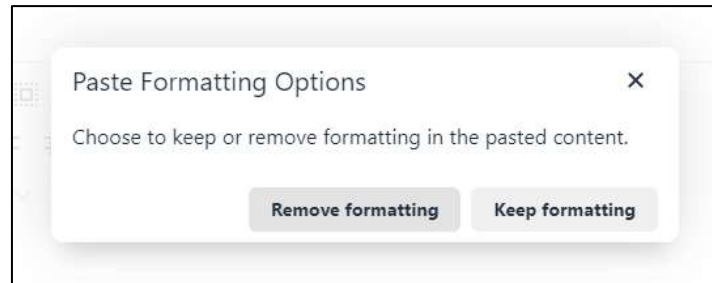 Paste Formatting Options
Choose to keep or remove formatting in the pasted content.
Remove formatting Keep formatting